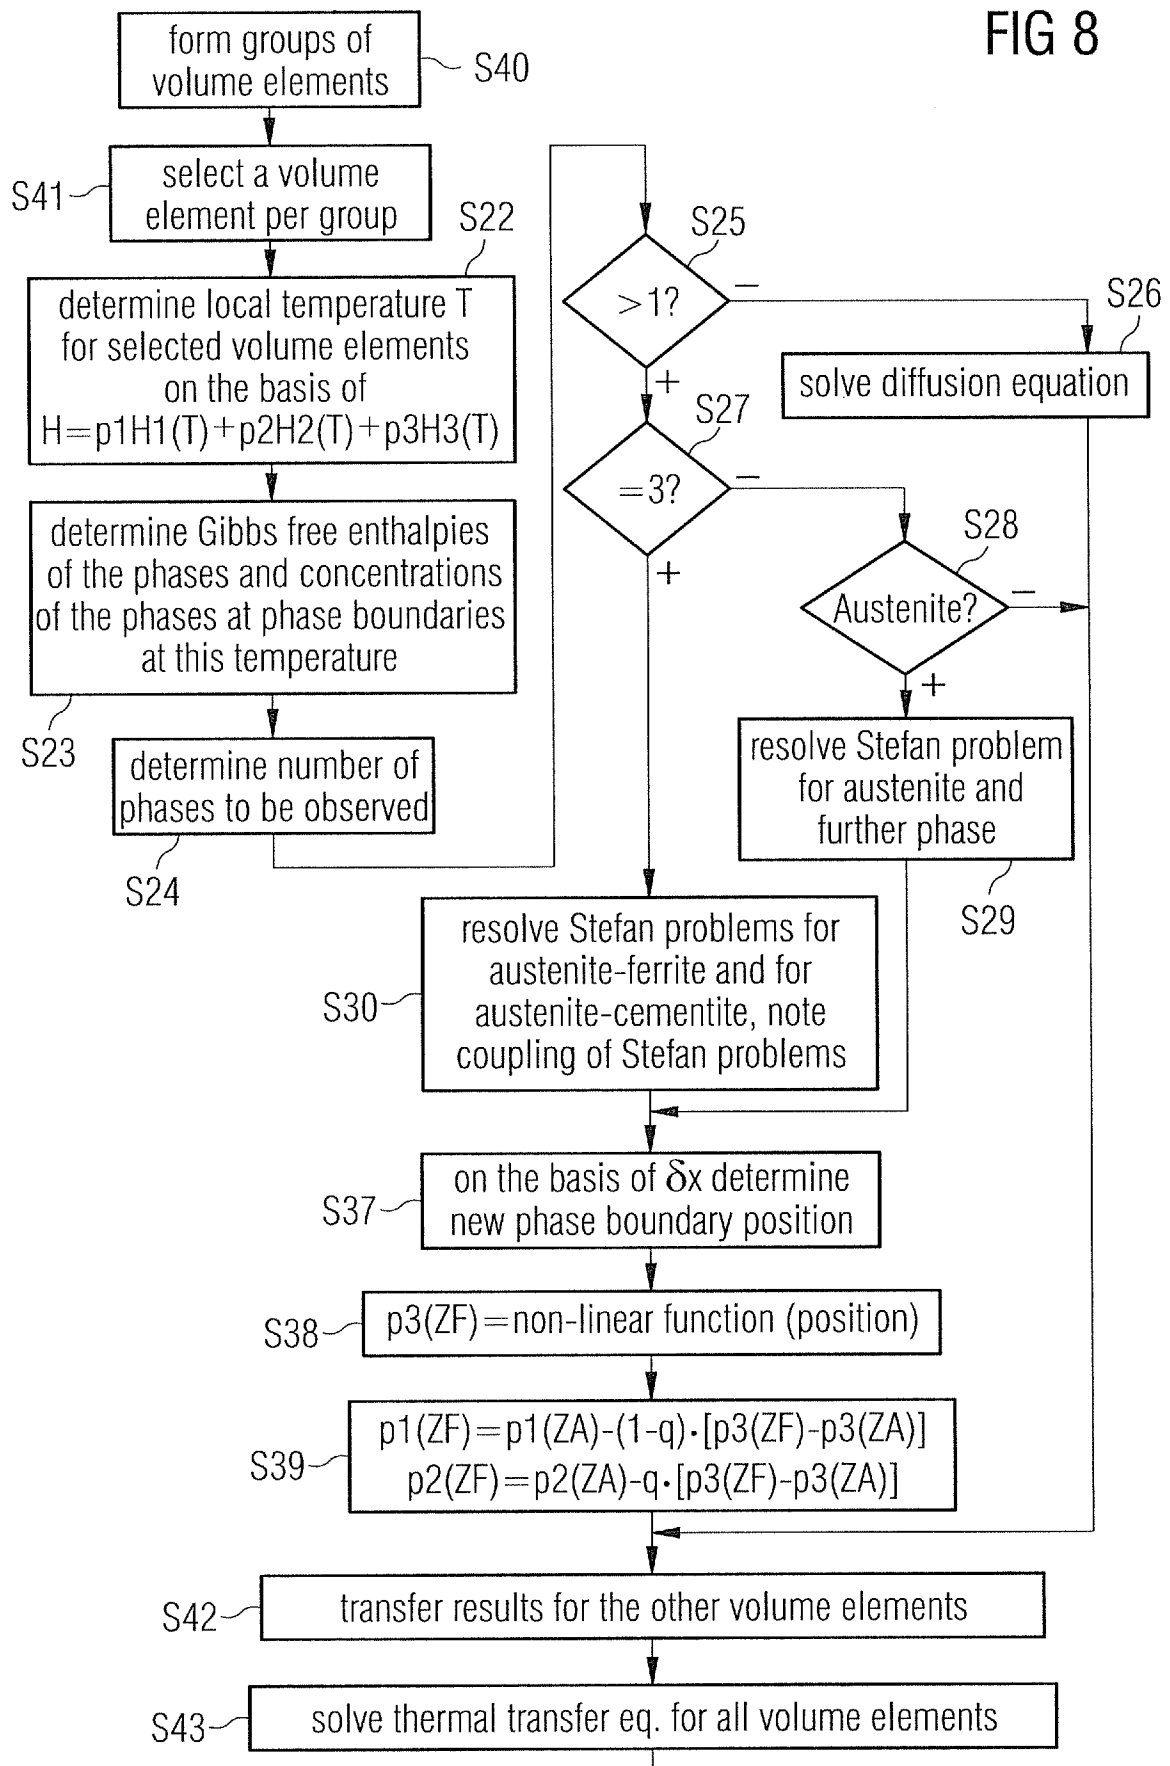 FIG 8
form groups of
volume elements
S40
select a volume
element per group
S41
S22
determine local temperature T
for selected volume elements
on the basis of
H=p1H1(T)+p2H2(T)+p3H3(T)
determine Gibbs free enthalpies
of the phases and concentrations
of the phases at phase boundaries
at this temperature
S23
determine number of
phases to be observed
S24
S25
>1?
−
+
S26
solve diffusion equation
S27
=3?
−
+
S28
Austenite?
−
+
resolve Stefan problem
for austenite and
further phase
S29
resolve Stefan problems for
austenite-ferrite and for
austenite-cementite, note
coupling of Stefan problems
S30
on the basis of δx determine
new phase boundary position
S37
p3(ZF)=non-linear function (position)
S38
p1(ZF)=p1(ZA)-(1-q)·[p3(ZF)-p3(ZA)]
p2(ZF)=p2(ZA)-q·[p3(ZF)-p3(ZA)]
S39
transfer results for the other volume elements
S42
solve thermal transfer eq. for all volume elements
S43